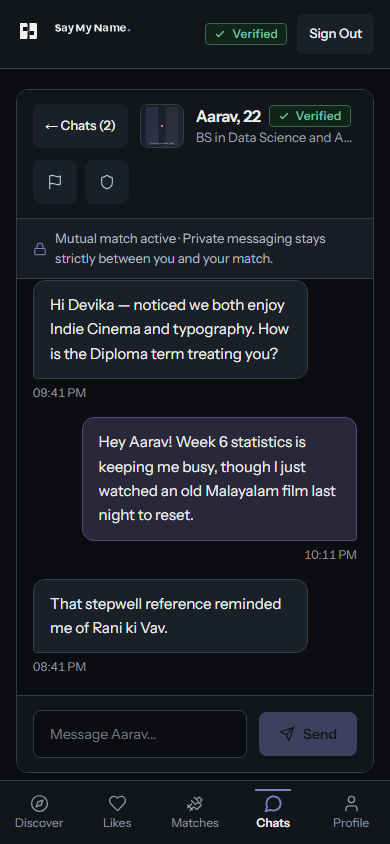 Say My Name.
Verified
Sign Out
← Chats (2)
Aarav, 22
Verified
BS in Data Science and A...
Mutual match active · Private messaging stays
strictly between you and your match.
Hi Devika — noticed we both enjoy
Indie Cinema and typography. How
is the Diploma term treating you?
09:41 PM
Hey Aarav! Week 6 statistics is
keeping me busy, though I just
watched an old Malayalam film last
night to reset.
10:11 PM
That stepwell reference reminded
me of Rani ki Vav.
08:41 PM
Message Aarav...
Send
Discover
Likes
Matches
Chats
Profile